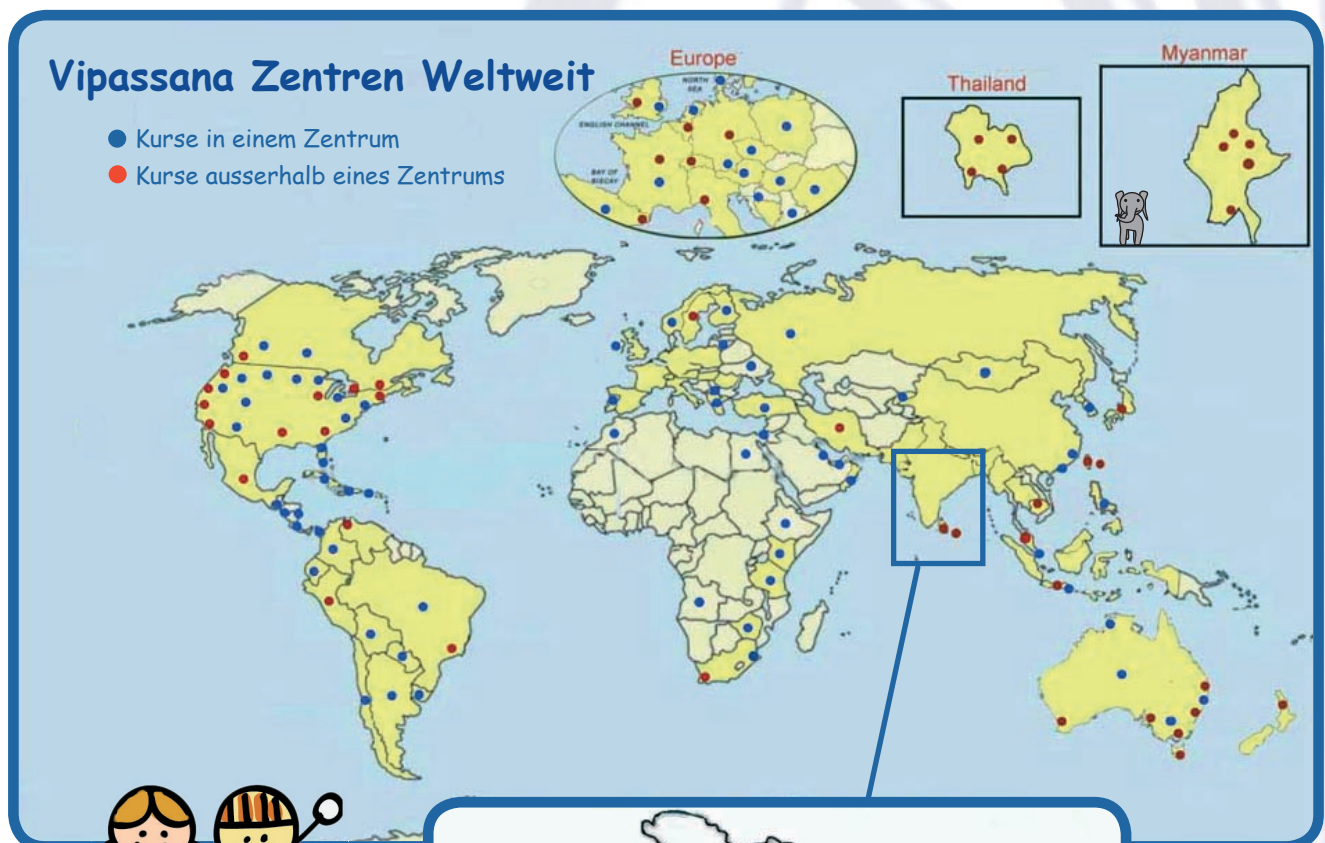 Vipassana Zentren Weltweit
Kurse in einem Zentrum
Kurse ausserhalb eines Zentrums
Europe
NORTH
SEA
ENGLISH CHANNEL
BAY OF
BISCAY
Thailand
Myanmar